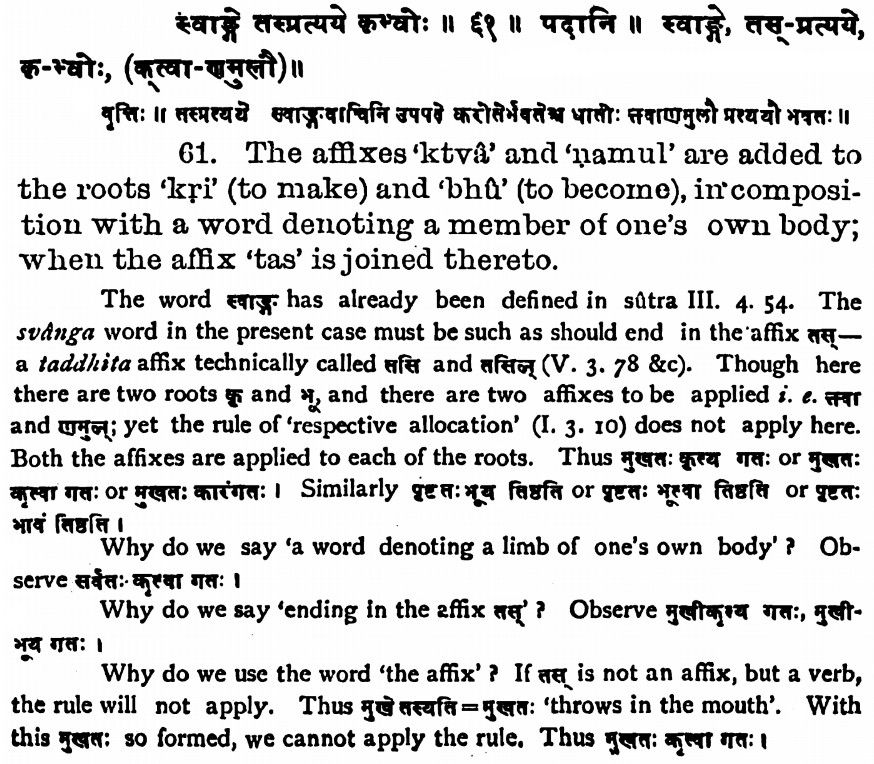 स्वाङ्गे तस्प्रत्यये कृभ्वोः ॥ ६१ ॥ पदानि ॥ स्वाङ्गे, तस्-प्रत्यये,
कृ-भ्वोः, (क्त्वा-णमुलौ)॥
वृत्तिः ॥ तस्प्रत्यये स्वाङ्गवाचिनि उपपदे करोतेर्भवतेश्च धातोः क्त्वाणमुलौ प्रत्ययौ भवतः ॥
61. The affixes ‘ktvâ’ and ‘ṇamul’ are added to
the roots ‘kṛi’ (to make) and ‘bhû’ (to become), in composi-
tion with a word denoting a member of one's own body;
when the affix ‘tas’ is joined thereto.
The word स्वाङ्ग has already been defined in sûtra III. 4. 54. The
svânga word in the present case must be such as should end in the affix तस्—
a taddhita affix technically called तसि and तसिल् (V. 3. 78 &c). Though here
there are two roots कृ and भू, and there are two affixes to be applied i. e. क्त्वा
and णमुल्; yet the rule of ‘respective allocation’ (I. 3. 10) does not apply here.
Both the affixes are applied to each of the roots. Thus मुखतः कृत्य गतः or मुखतः
कृत्वा गतः or मुखतः कारंगतः । Similarly पृष्टतः भूय तिष्ठति or पृष्टतः भूत्वा तिष्ठति or पृष्टतः
भावं तिष्ठति ।
Why do we say ‘a word denoting a limb of one's own body’ ? Ob-
serve सर्वतः कृत्वा गतः ।
Why do we say ‘ending in the affix तस्’ ? Observe मुखीकृत्य गतः, मुखी-
भूय गतः ।
Why do we use the word ‘the affix’ ? If तस् is not an affix, but a verb,
the rule will not apply. Thus मुखे तस्यति = मुखतः ‘throws in the mouth’. With
this मुखतः so formed, we cannot apply the rule. Thus मुखतः कृत्वा गतः ।